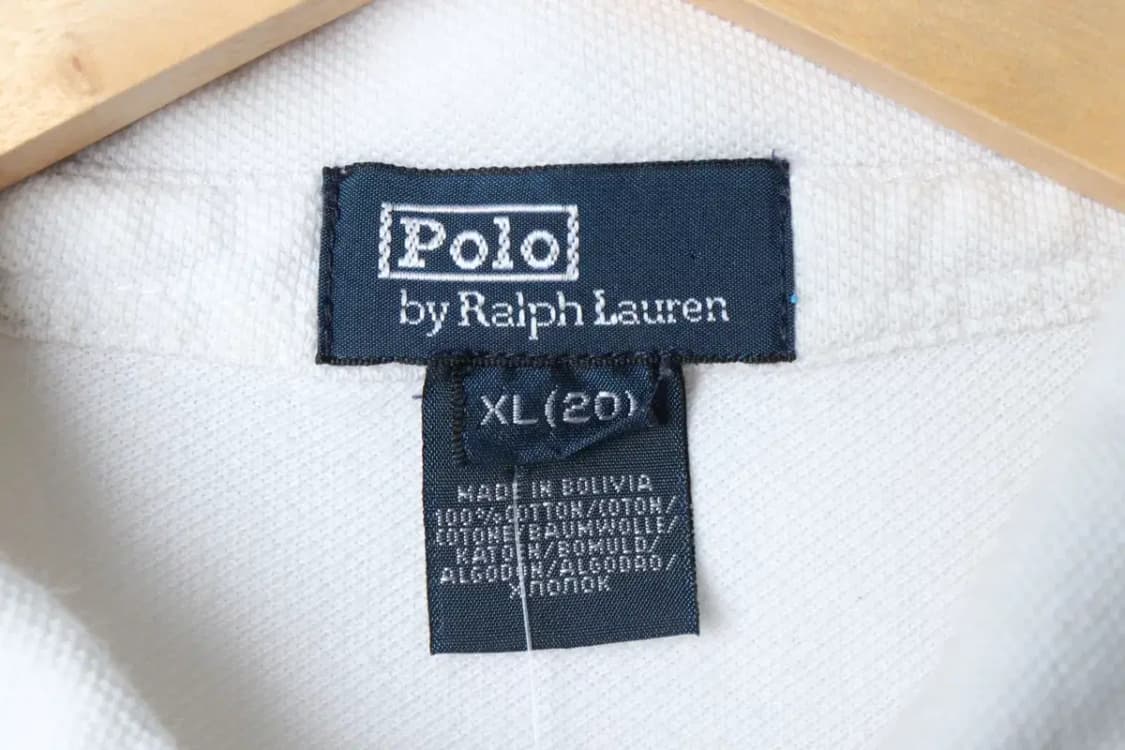 Polo
by Ralph Lauren
XL (20)
MADE IN BOLIVIA
100% COTTON/COTON/
COTONE/BAUMWOLLE/
KATOEN/BOMULD/
ALGODON/ALGODAO/
ХЛОПОК